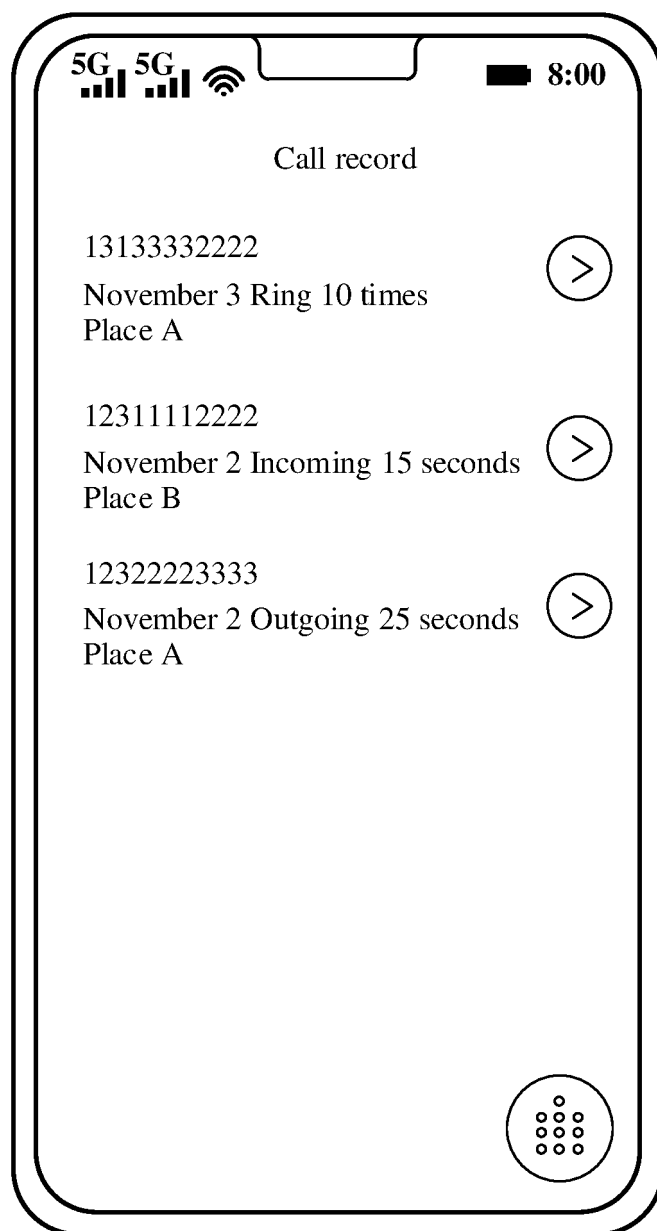 5G 5G 8:00
Call record
13133332222
November 3 Ring 10 times
Place A
12311112222
November 2 Incoming 15 seconds
Place B
12322223333
November 2 Outgoing 25 seconds
Place A